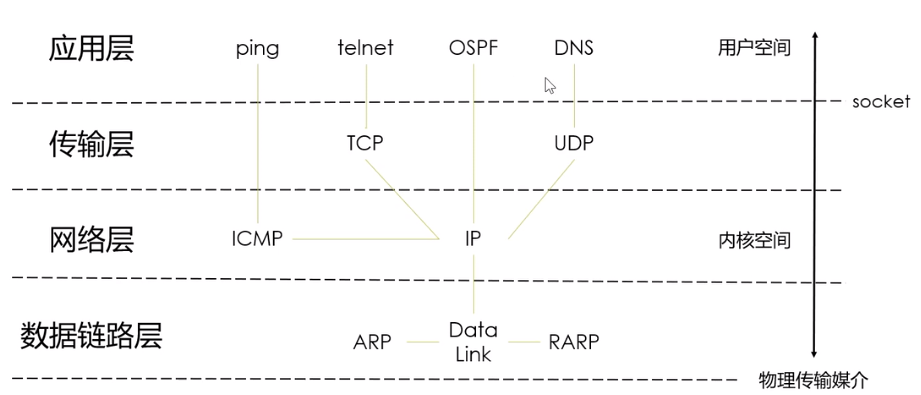 应用层 ping telnet OSPF DNS 用户空间
socket
传输层 TCP UDP
网络层 ICMP IP 内核空间
数据链路层 ARP Data Link RARP
物理传输媒介